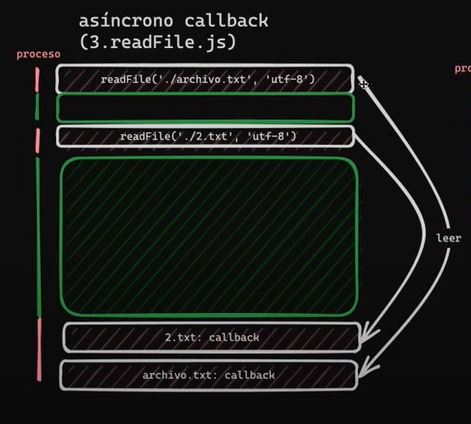 asíncrono callback
(3.readFile.js)
proceso
pro
readFile('./archivo.txt', 'utf-8')
readFile('./2.txt', 'utf-8')
leer
2.txt: callback
archivo.txt: callback